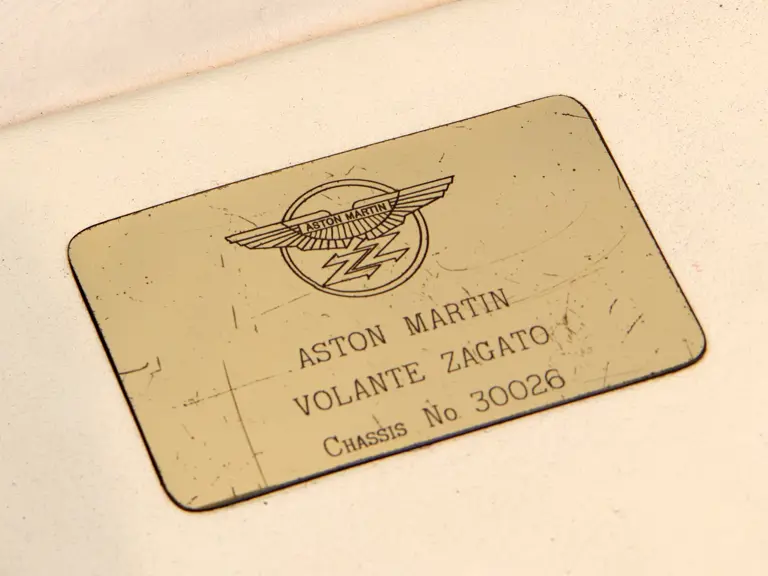 ASTON MARTIN
ASTON MARTIN
VOLANTE ZAGATO
CHASSIS No 30026